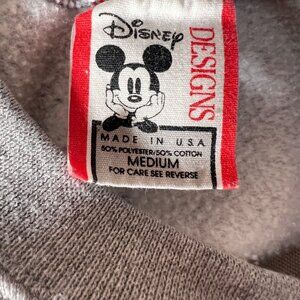 Disney
DESIGNS
MADE IN U.S.A.
50% POLYESTER/50% COTTON
MEDIUM
FOR CARE SEE REVERSE